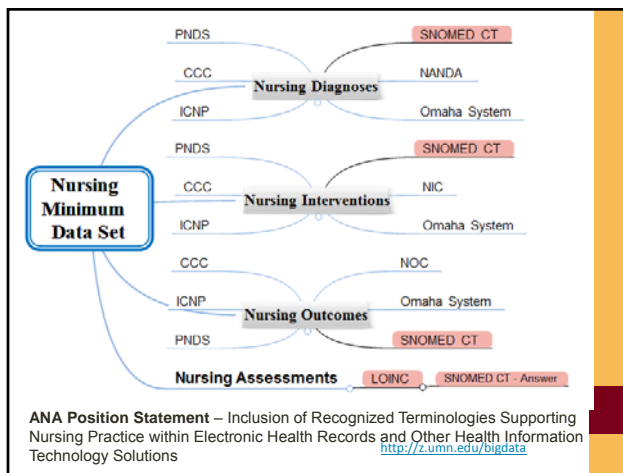 PNDS
SNOMED CT
CCC
Nursing Diagnoses
NANDA
ICNP
Omaha System
PNDS
SNOMED CT
Nursing
Minimum
Data Set
CCC
Nursing Interventions
NIC
ICNP
Omaha System
CCC
NOC
ICNP
Nursing Outcomes
Omaha System
PNDS
SNOMED CT
Nursing Assessments
LOINC
SNOMED CT - Answer
ANA Position Statement – Inclusion of Recognized Terminologies Supporting
Nursing Practice within Electronic Health Records and Other Health Information
Technology Solutions
http://z.umn.edu/bigdata